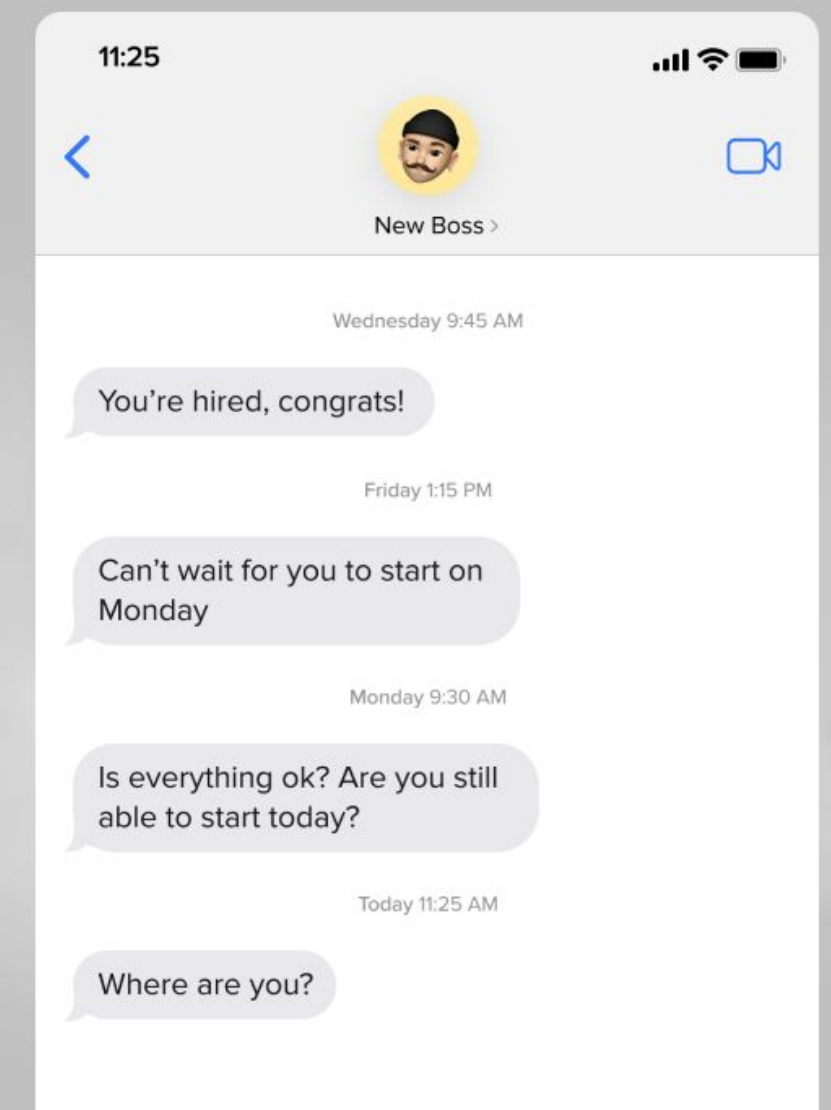 11:25
New Boss
Wednesday 9:45 AM
You’re hired, congrats!
Friday 1:15 PM
Can’t wait for you to start on
Monday
Monday 9:30 AM
Is everything ok? Are you still
able to start today?
Today 11:25 AM
Where are you?